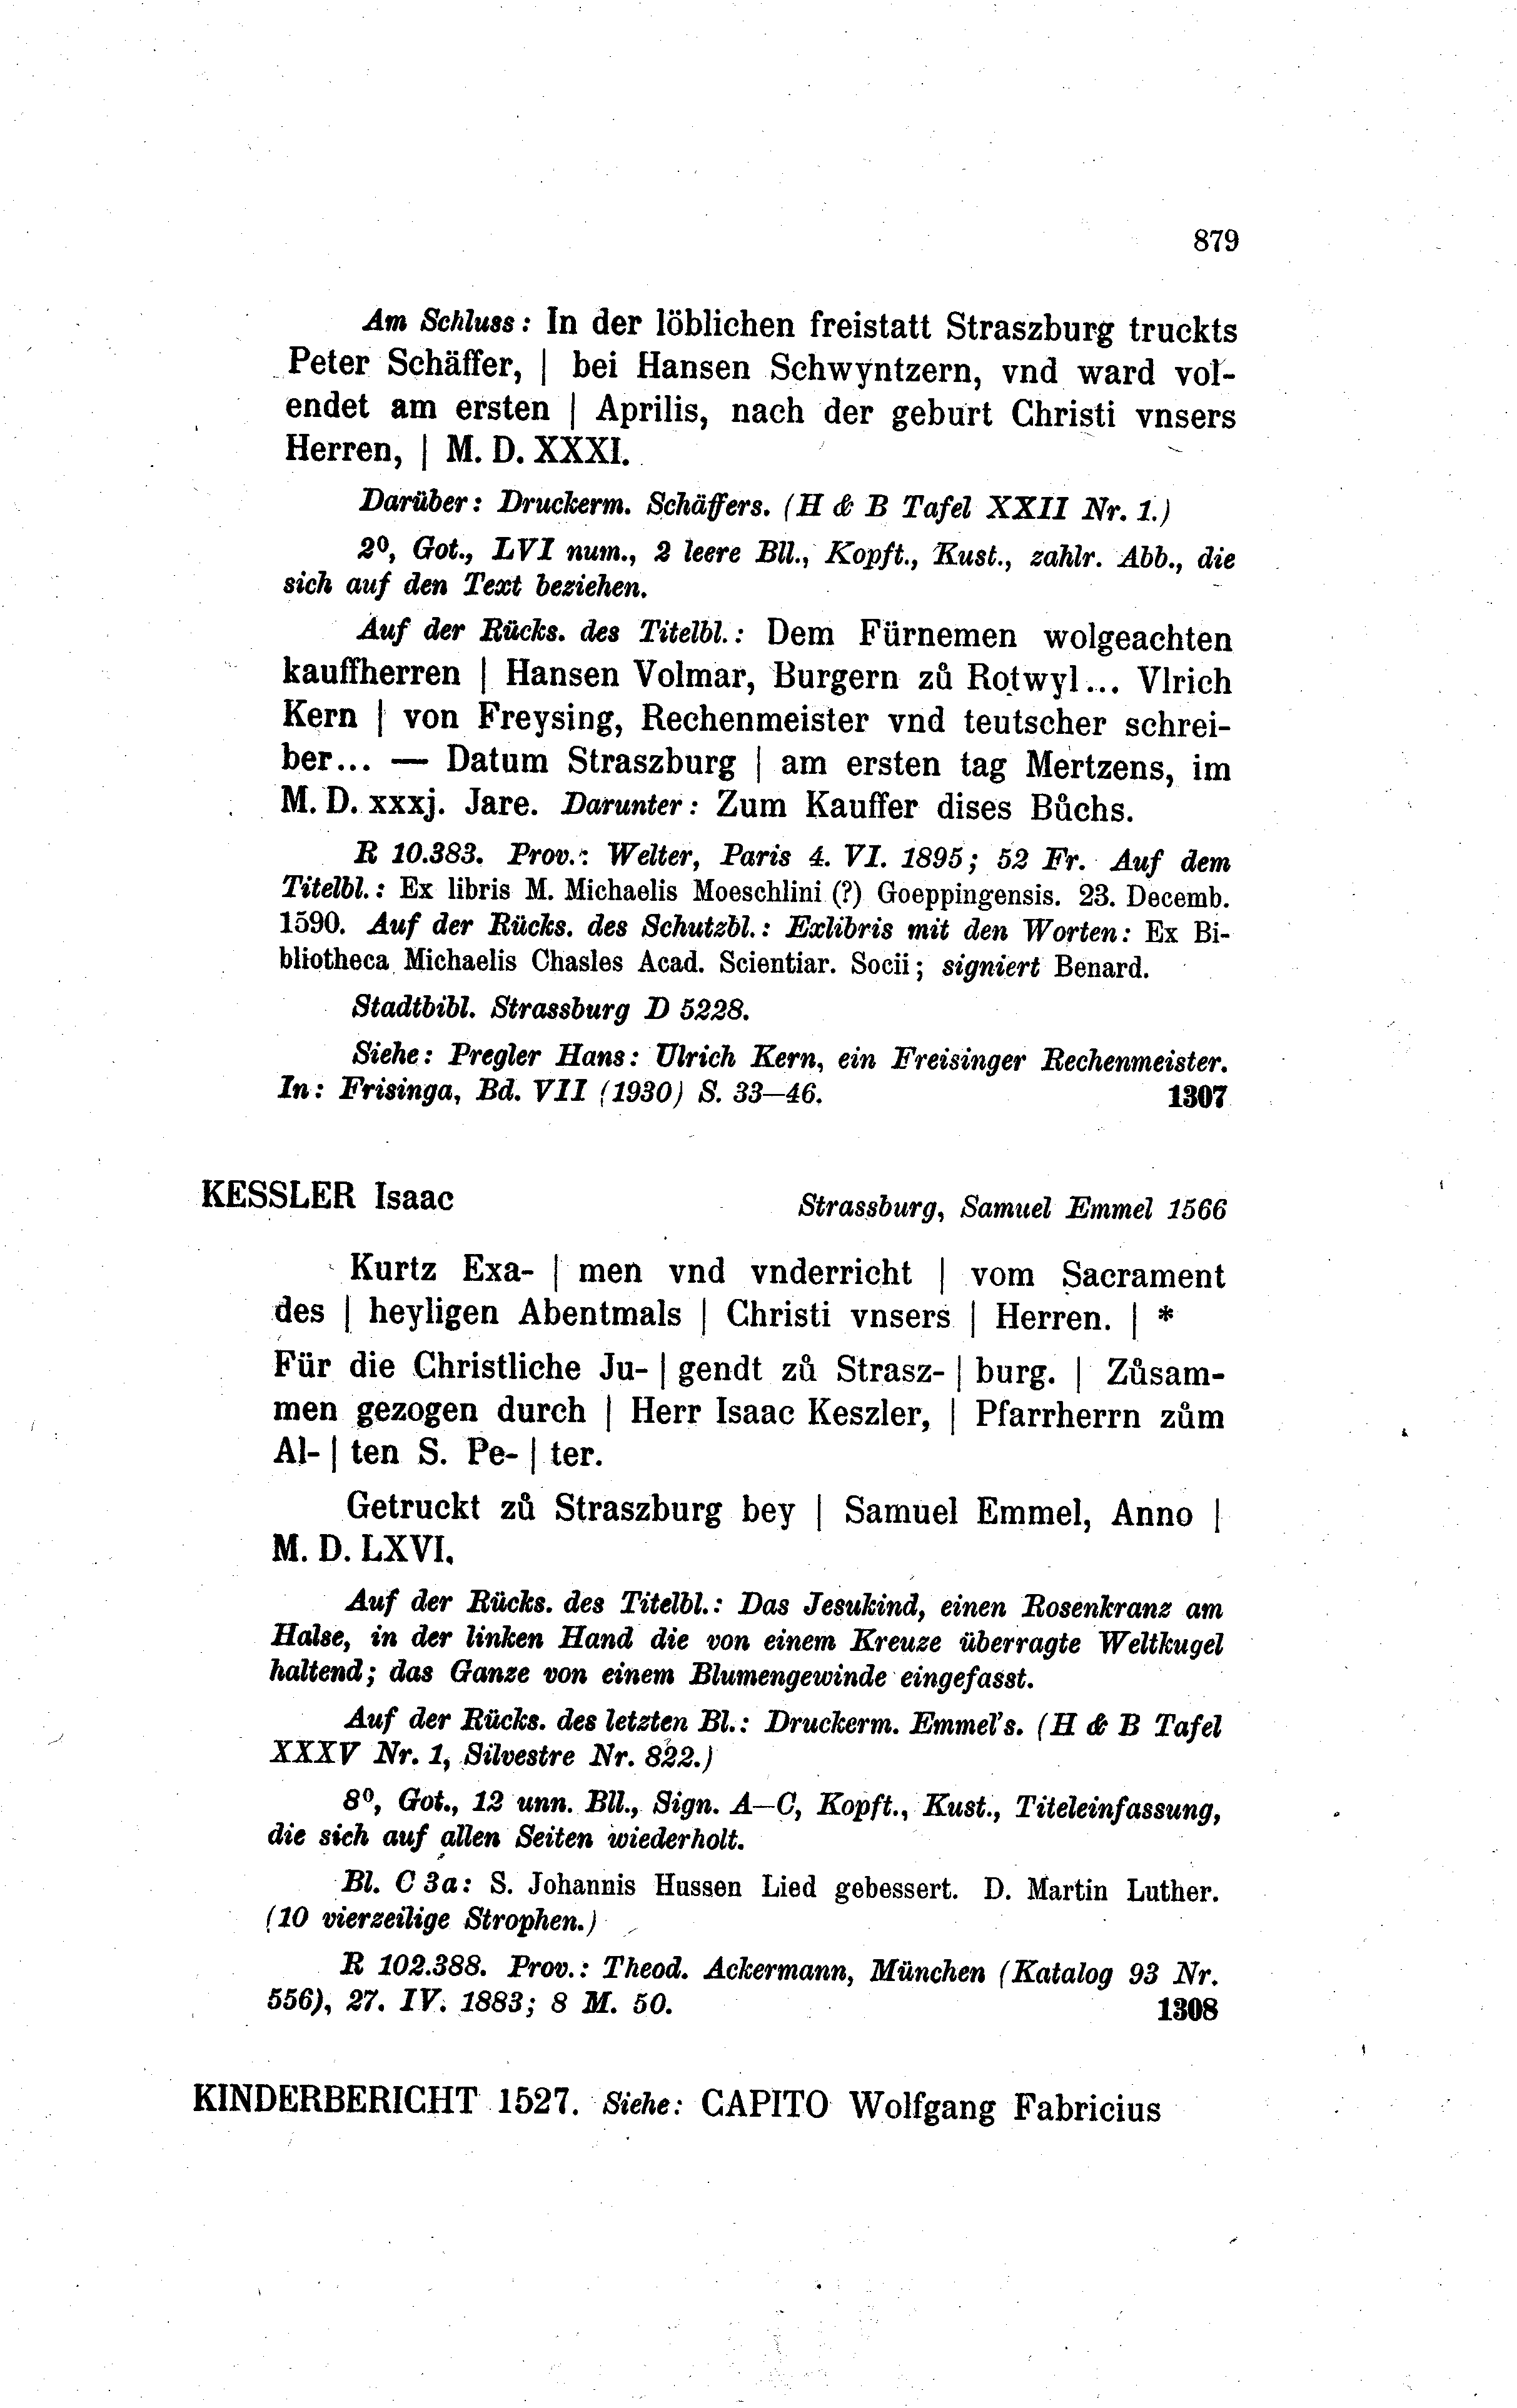 879
Am Schluss: In der löblichen freistatt Straszburg truckts
Peter Schäffer, | bei Hansen Schwyntzern, vnd ward vol-
endet am ersten | Aprilis, nach der geburt Christi vnsers
Herren, | M. D. XXXI.
Darüber: Druckerm. Schäffers. (H & B Tafel XXII Nr. 1.)
2⁰, Got., LVI num., 2 leere Bll., Kopft., Kust., zahlr. Abb., die
sich auf den Text beziehen.
Auf der Rücks. des Titelbl.: Dem Fürnemen wolgeachten
kauffherren | Hansen Volmar, Burgern zů Rotwyl... Vlrich
Kern | von Freysing, Rechenmeister vnd teutscher schrei-
ber... — Datum Straszburg | am ersten tag Mertzens, im
M. D. xxxj. Jare. Darunter: Zum Kauffer dises Bůchs.
R 10.383. Prov.: Welter, Paris 4. VI. 1895; 52 Fr. Auf dem
Titelbl.: Ex libris M. Michaelis Moeschlini (?) Goeppingensis. 23. Decemb.
1590. Auf der Rücks. des Schutzbl.: Exlibris mit den Worten: Ex Bi-
bliotheca Michaelis Chasles Acad. Scientiar. Socii; signiert Benard.
Stadtbibl. Strassburg D 5228.
Siehe: Pregler Hans: Ulrich Kern, ein Freisinger Rechenmeister.
In: Frisinga, Bd. VII (1930) S. 33—46. 1307
KESSLER Isaac Strassburg, Samuel Emmel 1566
Kurtz Exa- | men vnd vnderricht | vom Sacrament
des | heyligen Abentmals | Christi vnsers | Herren. | *
Für die Christliche Ju- | gendt zů Strasz- | burg. | Zůsam-
men gezogen durch | Herr Isaac Keszler, | Pfarrherrn zům
Al- | ten S. Pe- | ter.
Getruckt zů Straszburg bey | Samuel Emmel, Anno |
M. D. LXVI.
Auf der Rücks. des Titelbl.: Das Jesukind, einen Rosenkranz am
Halse, in der linken Hand die von einem Kreuze überragte Weltkugel
haltend; das Ganze von einem Blumengewinde eingefasst.
Auf der Rücks. des letzten Bl.: Druckerm. Emmel's. (H & B Tafel
XXXV Nr. 1, Silvestre Nr. 822.)
8⁰, Got., 12 unn. Bll., Sign. A—C, Kopft., Kust., Titeleinfassung,
die sich auf allen Seiten wiederholt.
Bl. C 3a: S. Johannis Hussen Lied gebessert. D. Martin Luther.
(10 vierzeilige Strophen.)
R 102.388. Prov.: Theod. Ackermann, München (Katalog 93 Nr.
556), 27. IV. 1883; 8 M. 50. 1308
KINDERBERICHT 1527. Siehe: CAPITO Wolfgang Fabricius